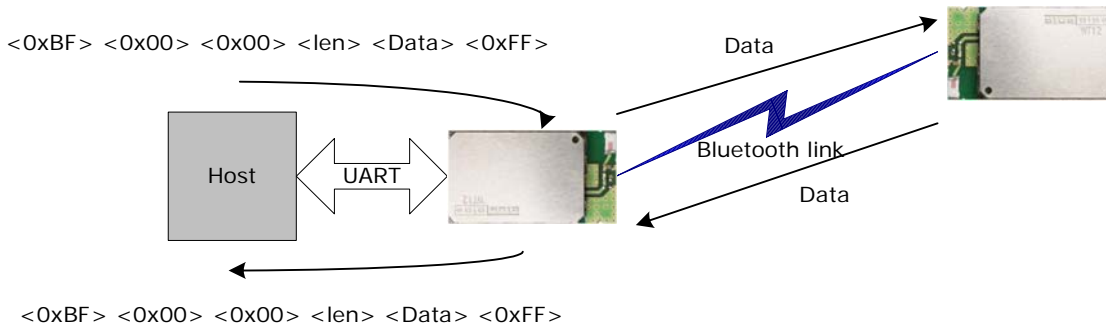 <0xBF> <0x00> <0x00> <len> <Data> <0xFF>
Data
Host
UART
Bluetooth link
Data
<0xBF> <0x00> <0x00> <len> <Data> <0xFF>